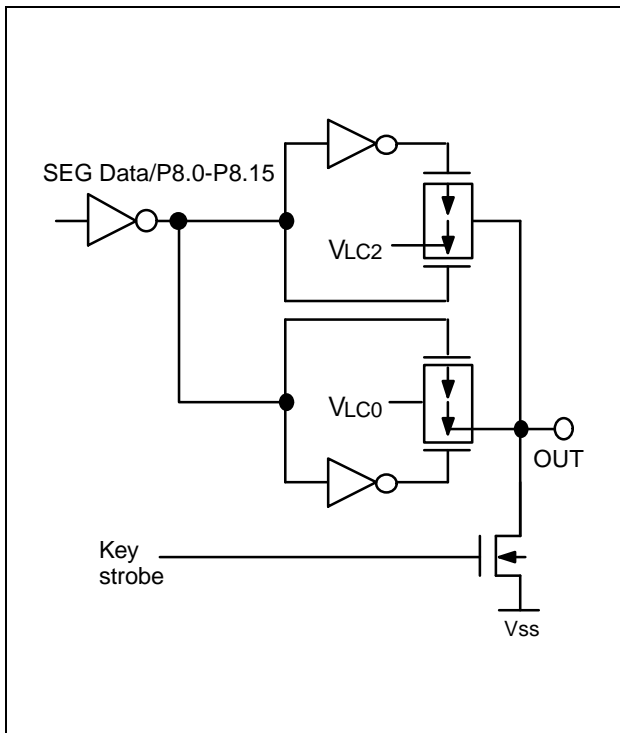 SEG Data/P8.0-P8.15
VLC2
VLC0
OUT
Key
strobe
Vss